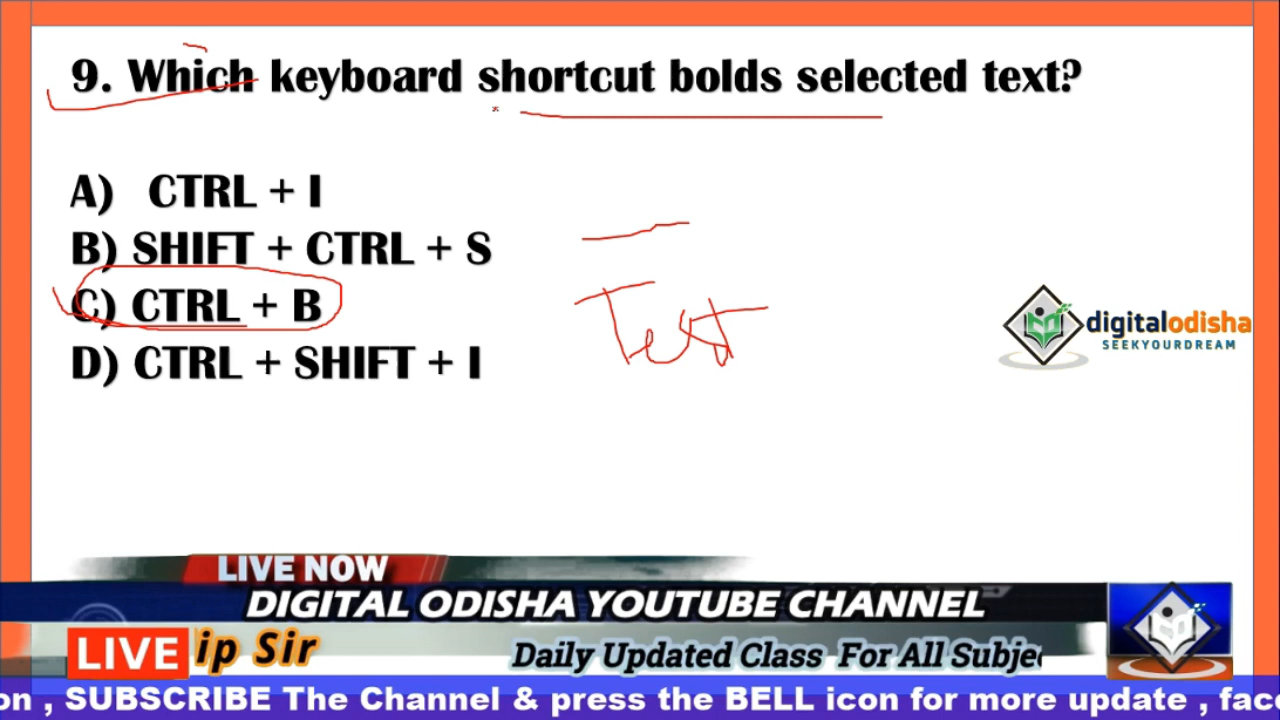 9. Which keyboard shortcut bolds selected text?
A) CTRL + I
B) SHIFT + CTRL + S
C) CTRL + B
D) CTRL + SHIFT + I
Text
digitalodisha
SEEKYOURDREAM
LIVE NOW
DIGITAL ODISHA YOUTUBE CHANNEL
LIVE ip Sir Daily Updated Class For All Subje
on , SUBSCRIBE The Channel & press the BELL icon for more update , face